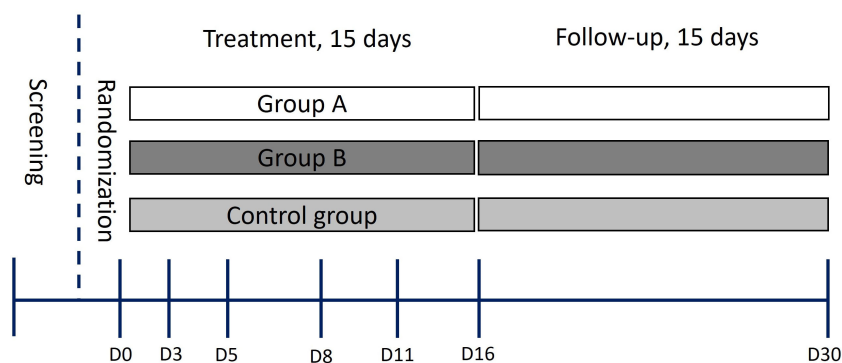 Treatment, 15 days
Follow-up, 15 days
Screening
Randomization
Group A
Group B
Control group
D0
D3
D5
D8
D11
D16
D30